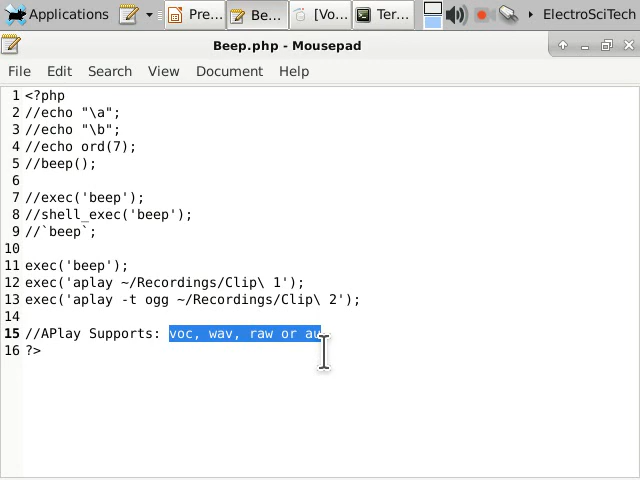 Applications Pre... Be... [Vo... Ter... ElectroSciTech
Beep.php - Mousepad
File Edit Search View Document Help
1 <?php
2 //echo "\a";
3 //echo "\b";
4 //echo ord(7);
5 //beep();
6
7 //exec('beep');
8 //shell_exec('beep');
9 //`beep`;
10
11 exec('beep');
12 exec('aplay ~/Recordings/Clip\ 1');
13 exec('aplay -t ogg ~/Recordings/Clip\ 2');
14
15 //APlay Supports: voc, wav, raw or au
16 ?>